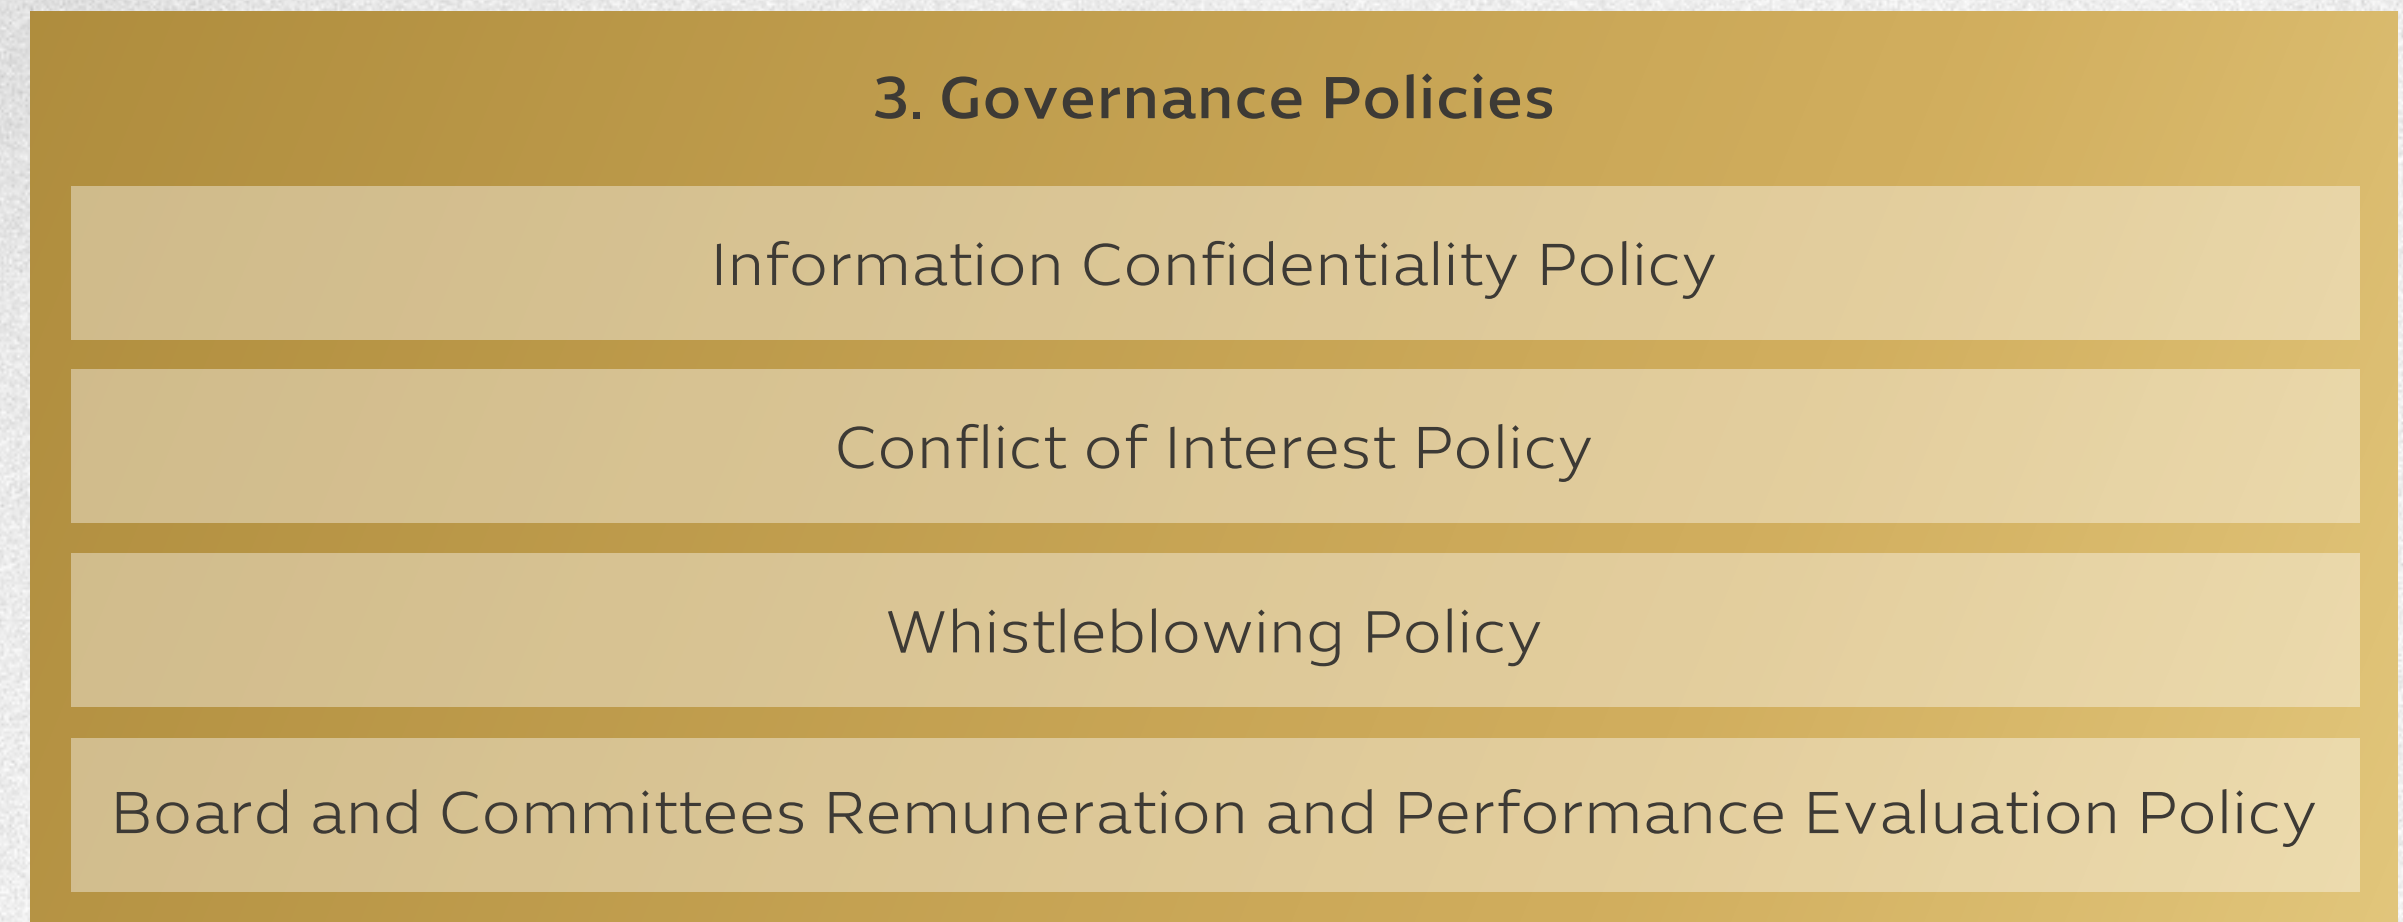 3. Governance Policies
Information Confidentiality Policy
Conflict of Interest Policy
Whistleblowing Policy
Board and Committees Remuneration and Performance Evaluation Policy